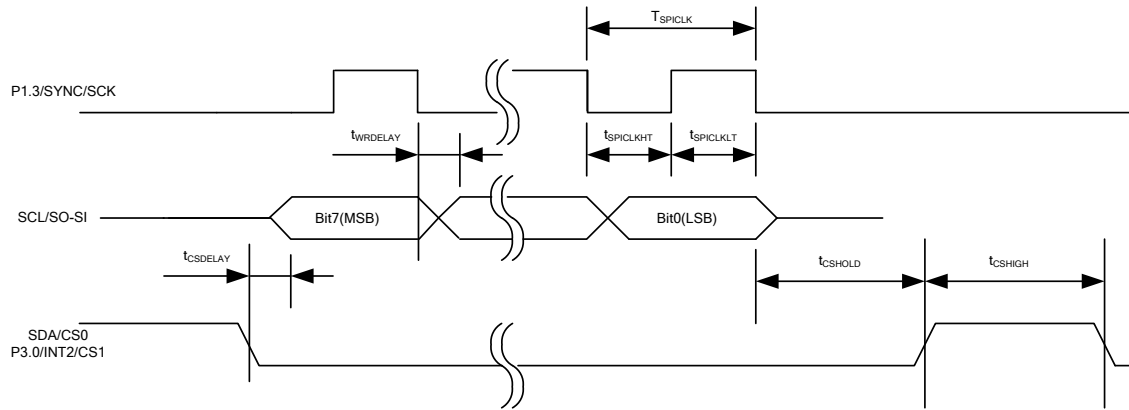 TSPICLK
P1.3/SYNC/SCK
tWRDELAY
tSPICLKHT
tSPICLKLT
SCL/SO-SI
Bit7(MSB)
Bit0(LSB)
tCSDELAY
tCSHOLD
tCSHIGH
SDA/CS0
P3.0/INT2/CS1